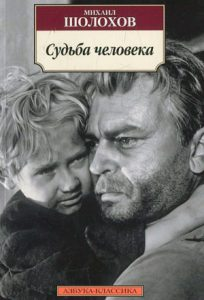 МИХАИЛ
ШОЛОХОВ
Судьба человека
АЗБУКА-КЛАССИКА